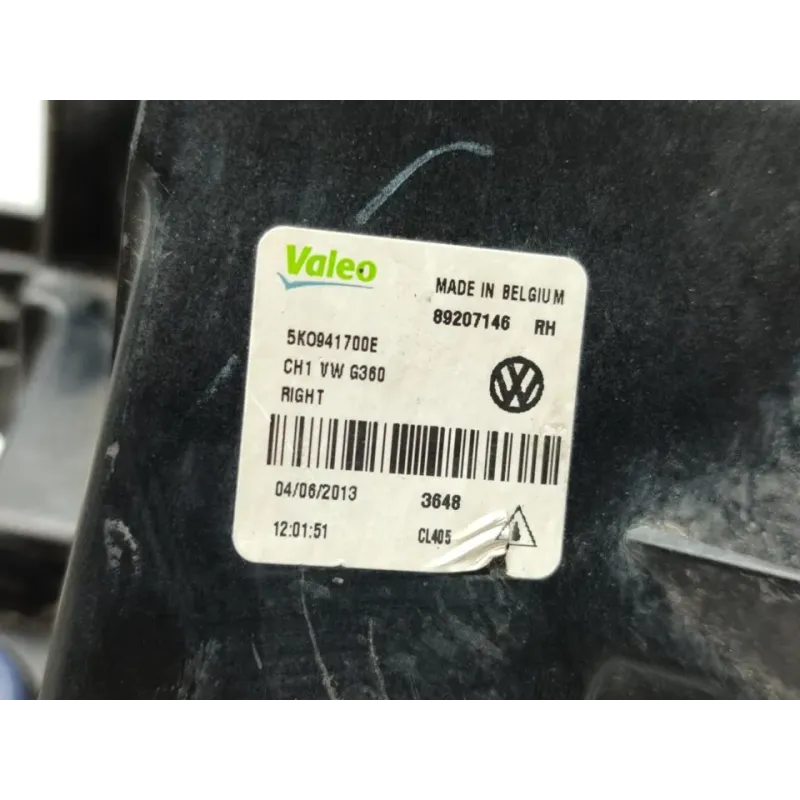 Valeo
MADE IN BELGIUM
89207146 RH
5K0941700E
CH1 VW G360
RIGHT
04/06/2013 3648
12:01:51 CL405